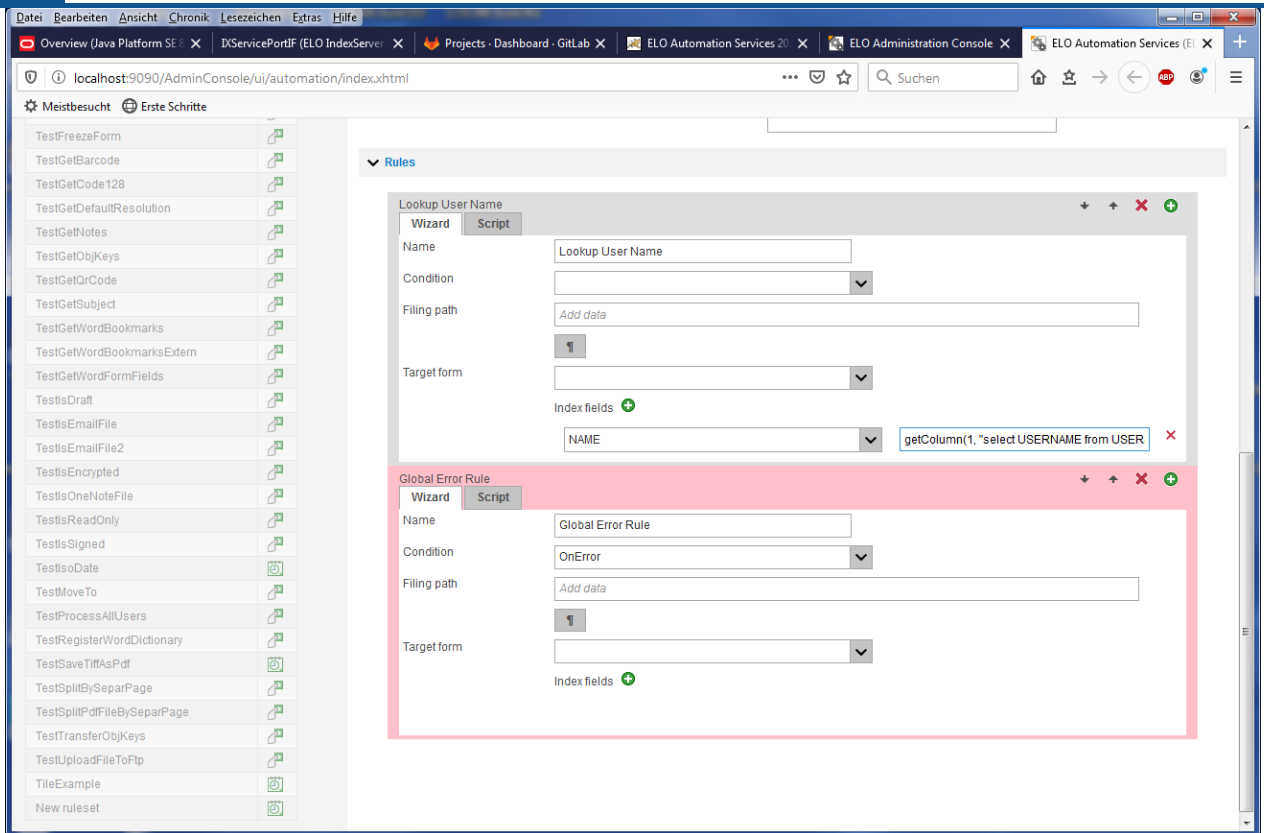 Datei Bearbeiten Ansicht Chronik Lesezeichen Extras Hilfe
Overview (Java Platform SE 8 IXServicePortIF (ELO IndexServer Projects · Dashboard · GitLab ELO Automation Services 20 ELO Administration Console ELO Automation Services (EL
localhost:9090/AdminConsole/ui/automation/index.xhtml Suchen ABP
Meistbesucht Erste Schritte
TestFreezeForm
TestGetBarcode
TestGetCode128
TestGetDefaultResolution
TestGetNotes
TestGetObjKeys
TestGetQrCode
TestGetSubject
TestGetWordBookmarks
TestGetWordBookmarksExtern
TestGetWordFormFields
TestIsDraft
TestIsEmailFile
TestIsEmailFile2
TestIsEncrypted
TestIsOneNoteFile
TestIsReadOnly
TestIsSigned
TestIsoDate
TestMoveTo
TestProcessAllUsers
TestRegisterWordDictionary
TestSaveTiffAsPdf
TestSplitBySeparPage
TestSplitPdfFileBySeparPage
TestTransferObjKeys
TestUploadFileToFtp
TileExample
New ruleset
Rules
Lookup User Name
Wizard Script
Name Lookup User Name
Condition
Filing path Add data
¶
Target form
Index fields
NAME getColumn(1, "select USERNAME from USER
Global Error Rule
Wizard Script
Name Global Error Rule
Condition OnError
Filing path Add data
¶
Target form
Index fields